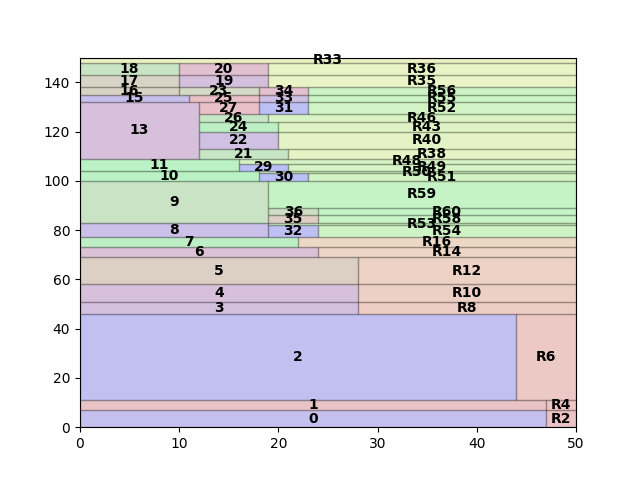 R33
18 20 R36
140 17 19 R35
16 23 34 R56
15 25 33 R55
27 31 R52
26 R46
120 13 24 R43
22 R40
21 R38
R48
11 29 R49
100 10 30 R51
R59
9
36 R60
35 R58
R53
80 8 32 R54
7 R16
6 R14
60 5 R12
4 R10
3 R8
40
2 R6
20
1 R4
0 R2
0
0 10 20 30 40 50